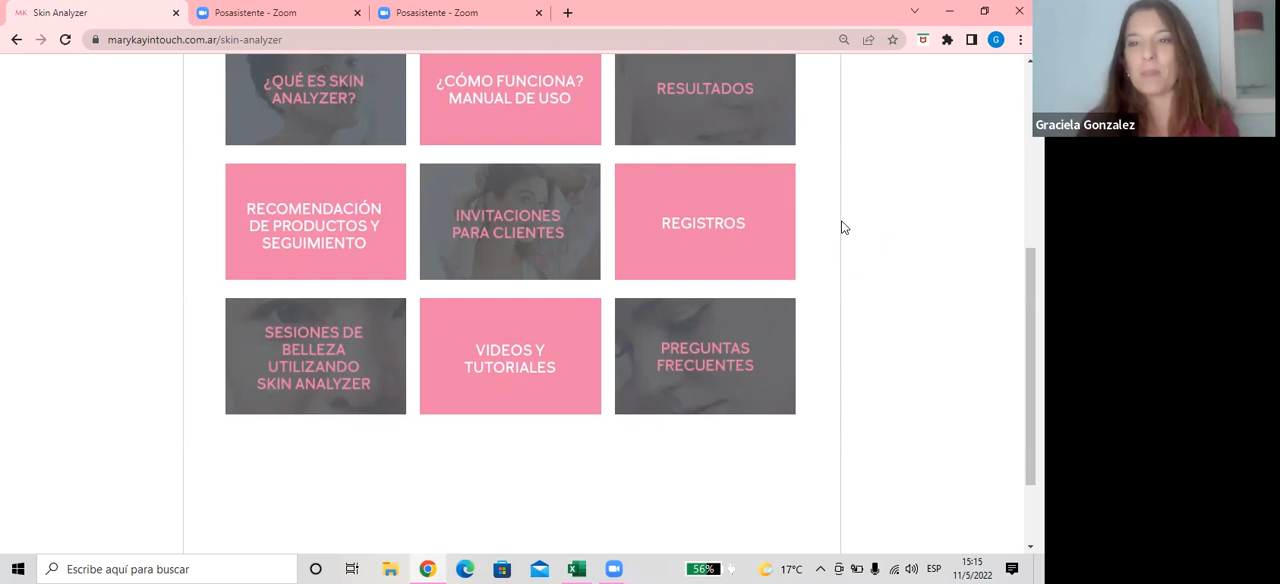 MK Skin Analyzer
Posasistente - Zoom
Posasistente - Zoom
marykayintouch.com.ar/skin-analyzer
G
Graciela Gonzalez
¿QUÉ ES SKIN
ANALYZER?
¿CÓMO FUNCIONA?
MANUAL DE USO
RESULTADOS
RECOMENDACIÓN
DE PRODUCTOS Y
SEGUIMIENTO
INVITACIONES
PARA CLIENTES
REGISTROS
SESIONES DE
BELLEZA
UTILIZANDO
SKIN ANALYZER
VIDEOS Y
TUTORIALES
PREGUNTAS
FRECUENTES
Escribe aquí para buscar
56%
17°C
ESP
15:15
11/5/2022